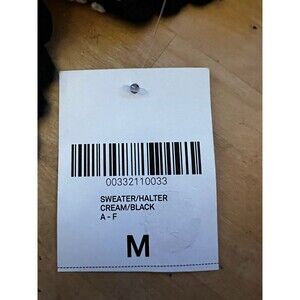 00332110033
SWEATER/HALTER
CREAM/BLACK
A - F
M